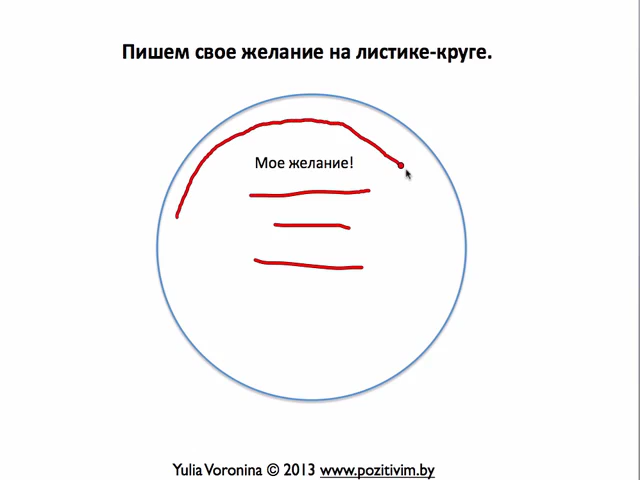 Пишем свое желание на листике-круге.
Мое желание!
Yulia Voronina © 2013 www.pozitivim.by